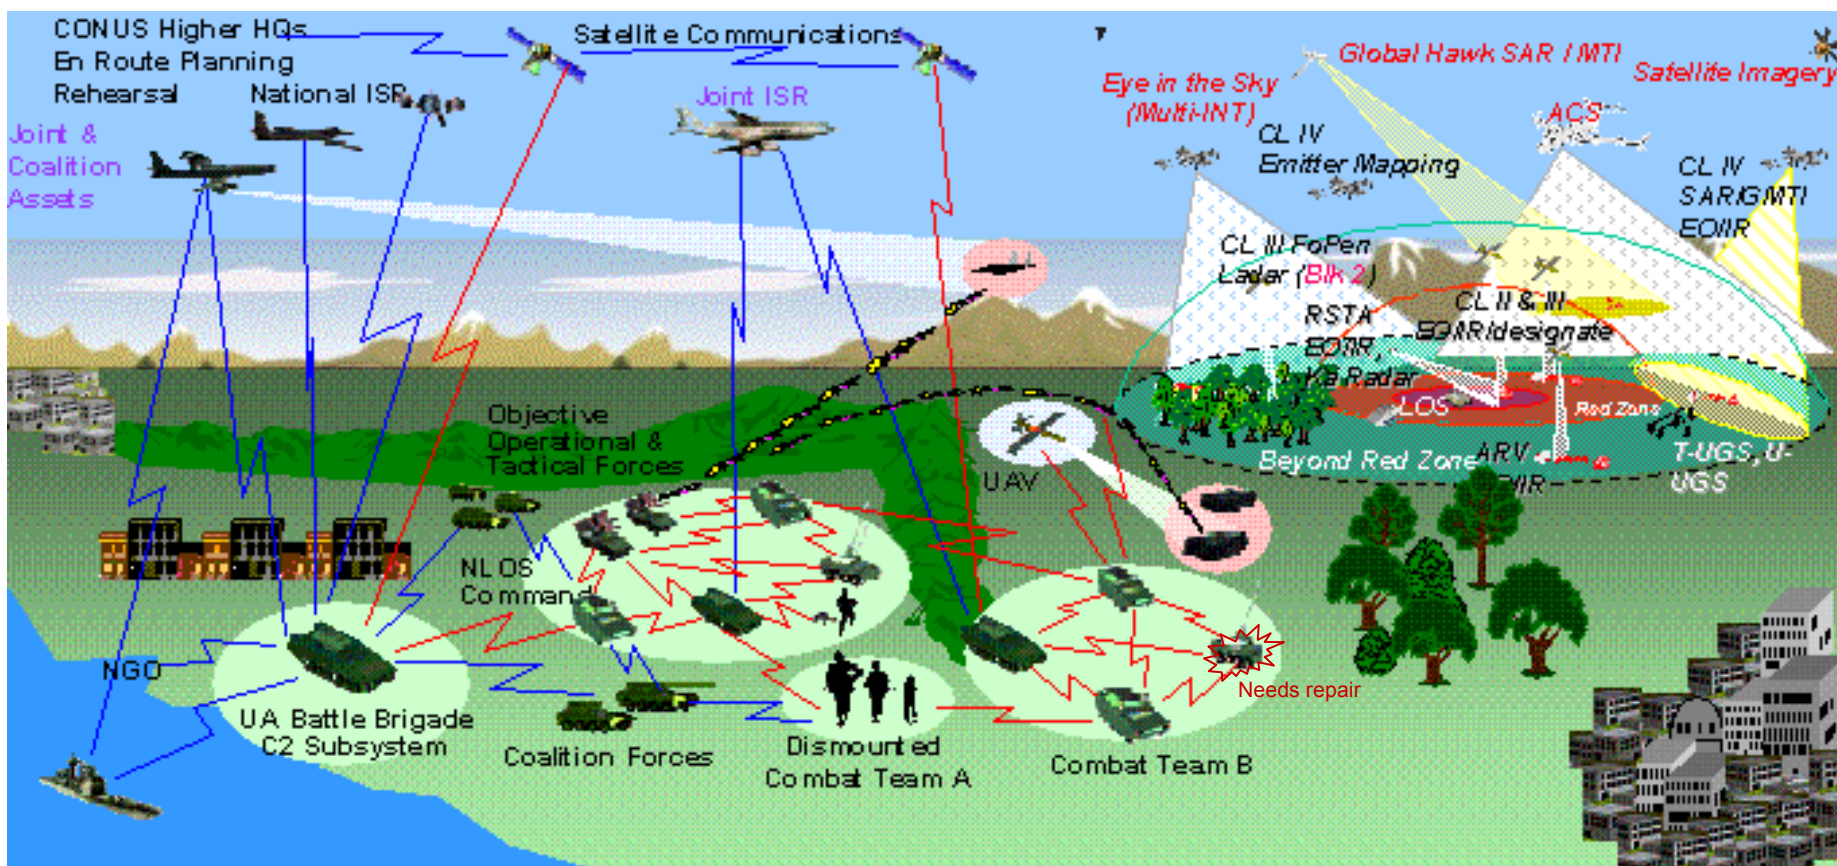 CONUS Higher HQs
En Route Planning
Rehearsal
National ISR
Satellite Communications
Joint ISR
Joint &
Coalition
Assets
Eye in the Sky
(Multi-INT)
Global Hawk SAR / MTI
Satellite Imagery
ACS
CL IV
Emitter Mapping
CL IV
SAR/GMTI
EO/IR
CL III FoPen
Ladar (Blk 2)
RSTA
EO/IR,
Ka Radar
CL II & III
EO/IR/designate
LOS
Red Zone
Beyond Red Zone
ARV
T-UGS, U-
UGS
Objective
Operational &
Tactical Forces
UAV
NLOS
Command
NGO
UA Battle Brigade
C2 Subsystem
Coalition Forces
Dismounted
Combat Team A
Combat Team B
Needs repair